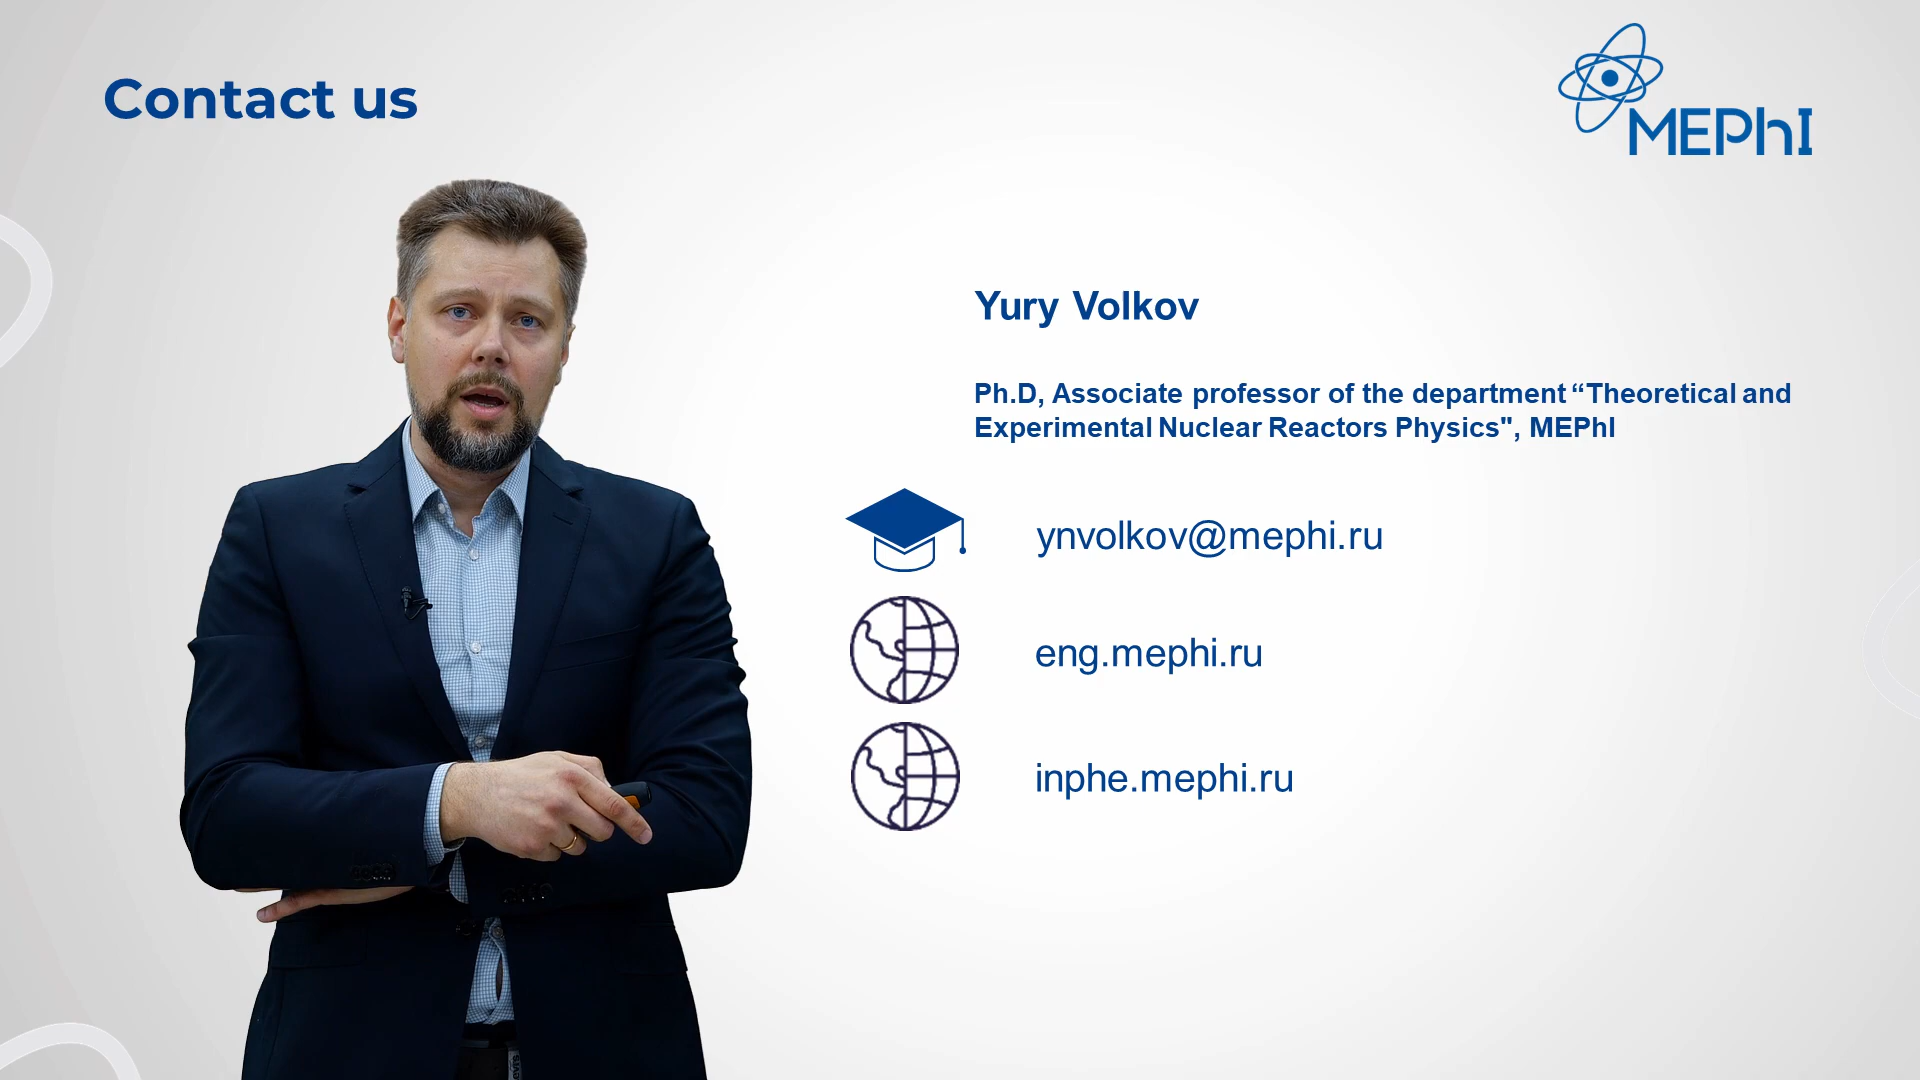 Contact us
MEPhI
Yury Volkov
Ph.D, Associate professor of the department “Theoretical and
Experimental Nuclear Reactors Physics", MEPhI
ynvolkov@mephi.ru
eng.mephi.ru
inphe.mephi.ru